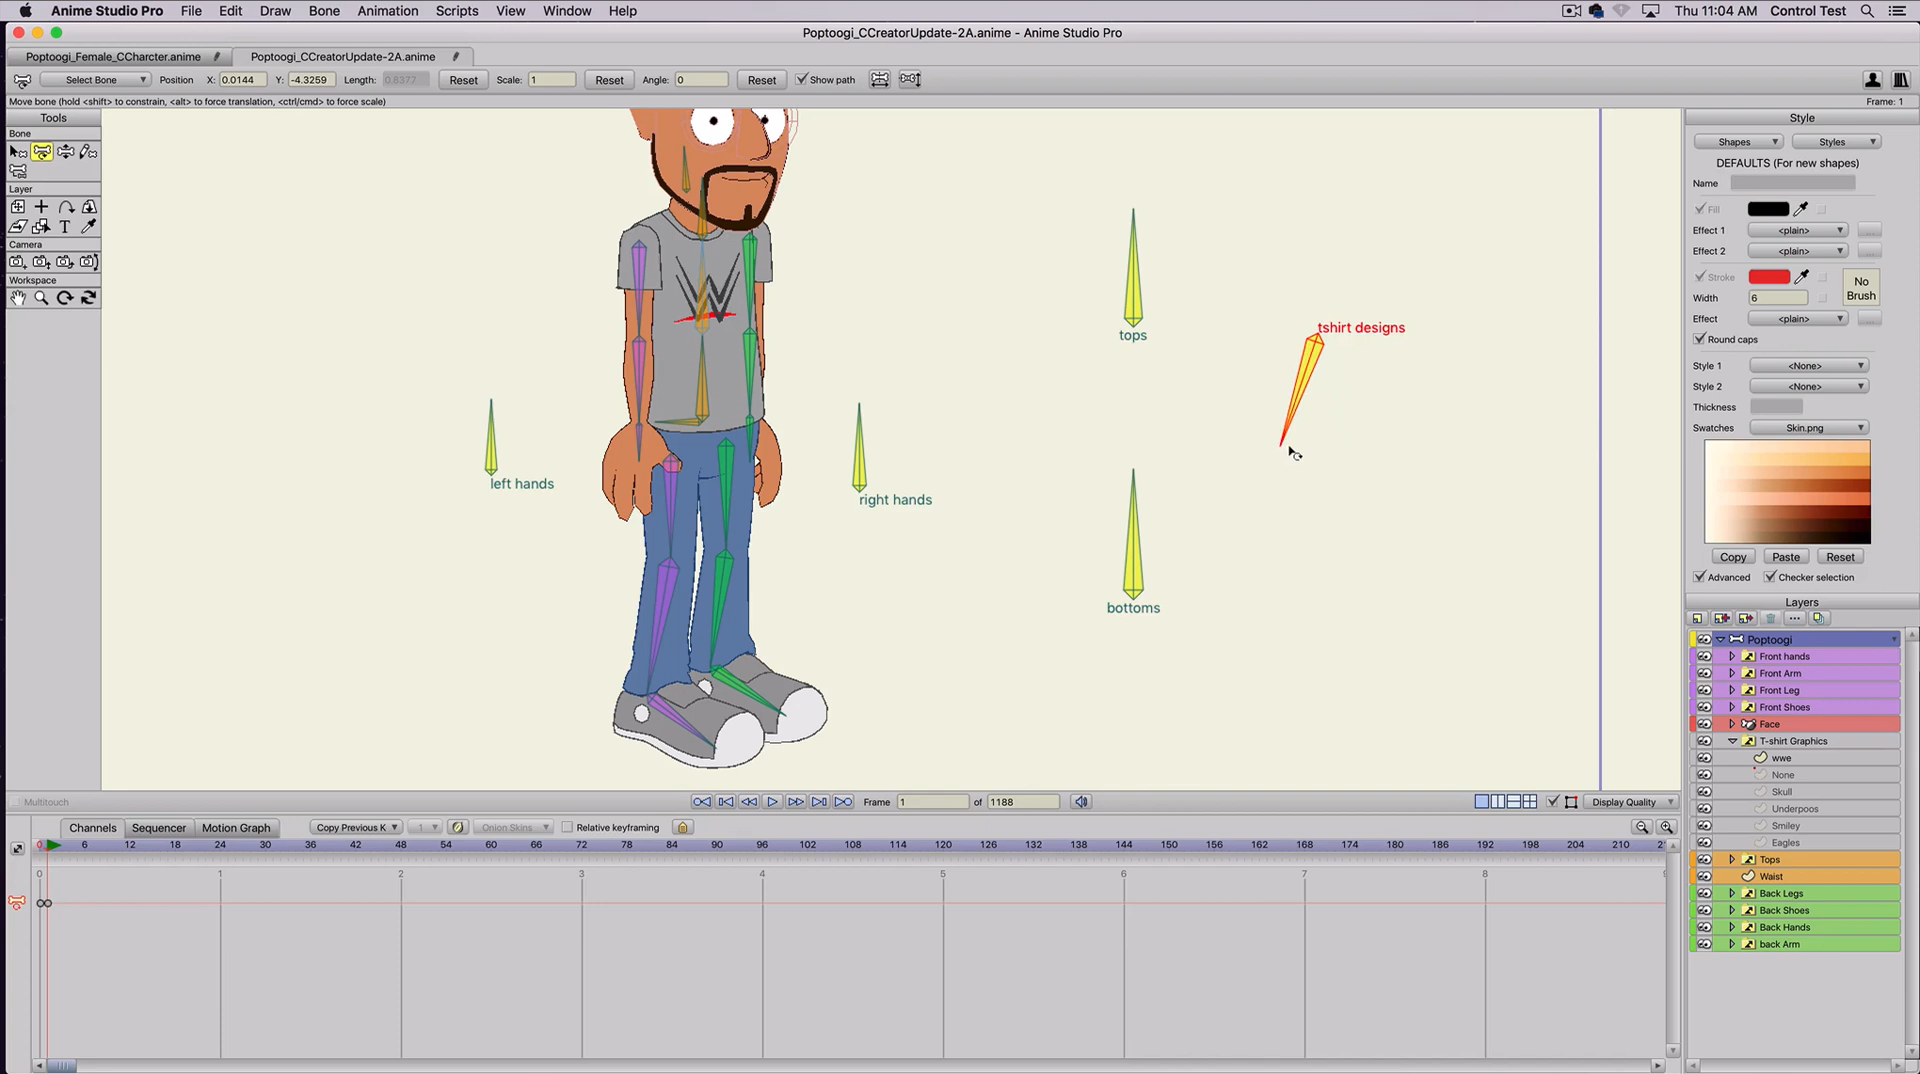 Anime Studio Pro File Edit Draw Bone Animation Scripts View Window Help Thu 11:04 AM Control Test
Poptoogi_CCreatorUpdate-2A.anime - Anime Studio Pro
Poptoogi_Female_CCharcter.anime Poptoogi_CCreatorUpdate-2A.anime
Select Bone Position X: 0.0144 Y: -4.3259 Length: 0.8377 Reset Scale: 1 Reset Angle: 0 Reset Show path
Move bone (hold <shift> to constrain, <alt> to force translation, <ctrl/cmd> to force scale) Frame: 1
Tools
Bone
Layer
Camera
Workspace
tops
tshirt designs
left hands
right hands
bottoms
Style
Shapes Styles
DEFAULTS (For new shapes)
Name
Fill
Effect 1 <plain> ...
Effect 2 <plain> ...
Stroke
No Brush
Width 6
Effect <plain> ...
Round caps
Style 1 <None>
Style 2 <None>
Thickness
Swatches Skin.png
Copy Paste Reset
Advanced Checker selection
Layers
Poptoogi
Front hands
Front Arm
Front Leg
Front Shoes
Face
T-shirt Graphics
wwe
None
Skull
Underpoos
Smiley
Eagles
Tops
Waist
Back Legs
Back Shoes
Back Hands
back Arm
Multitouch Frame 1 of 1188 Display Quality
Channels Sequencer Motion Graph Copy Previous K 1 Onion Skins Relative keyframing
0 6 12 18 24 30 36 42 48 54 60 66 72 78 84 90 96 102 108 114 120 126 132 138 144 150 156 162 168 174 180 186 192 198 204 210
0 1 2 3 4 5 6 7 8